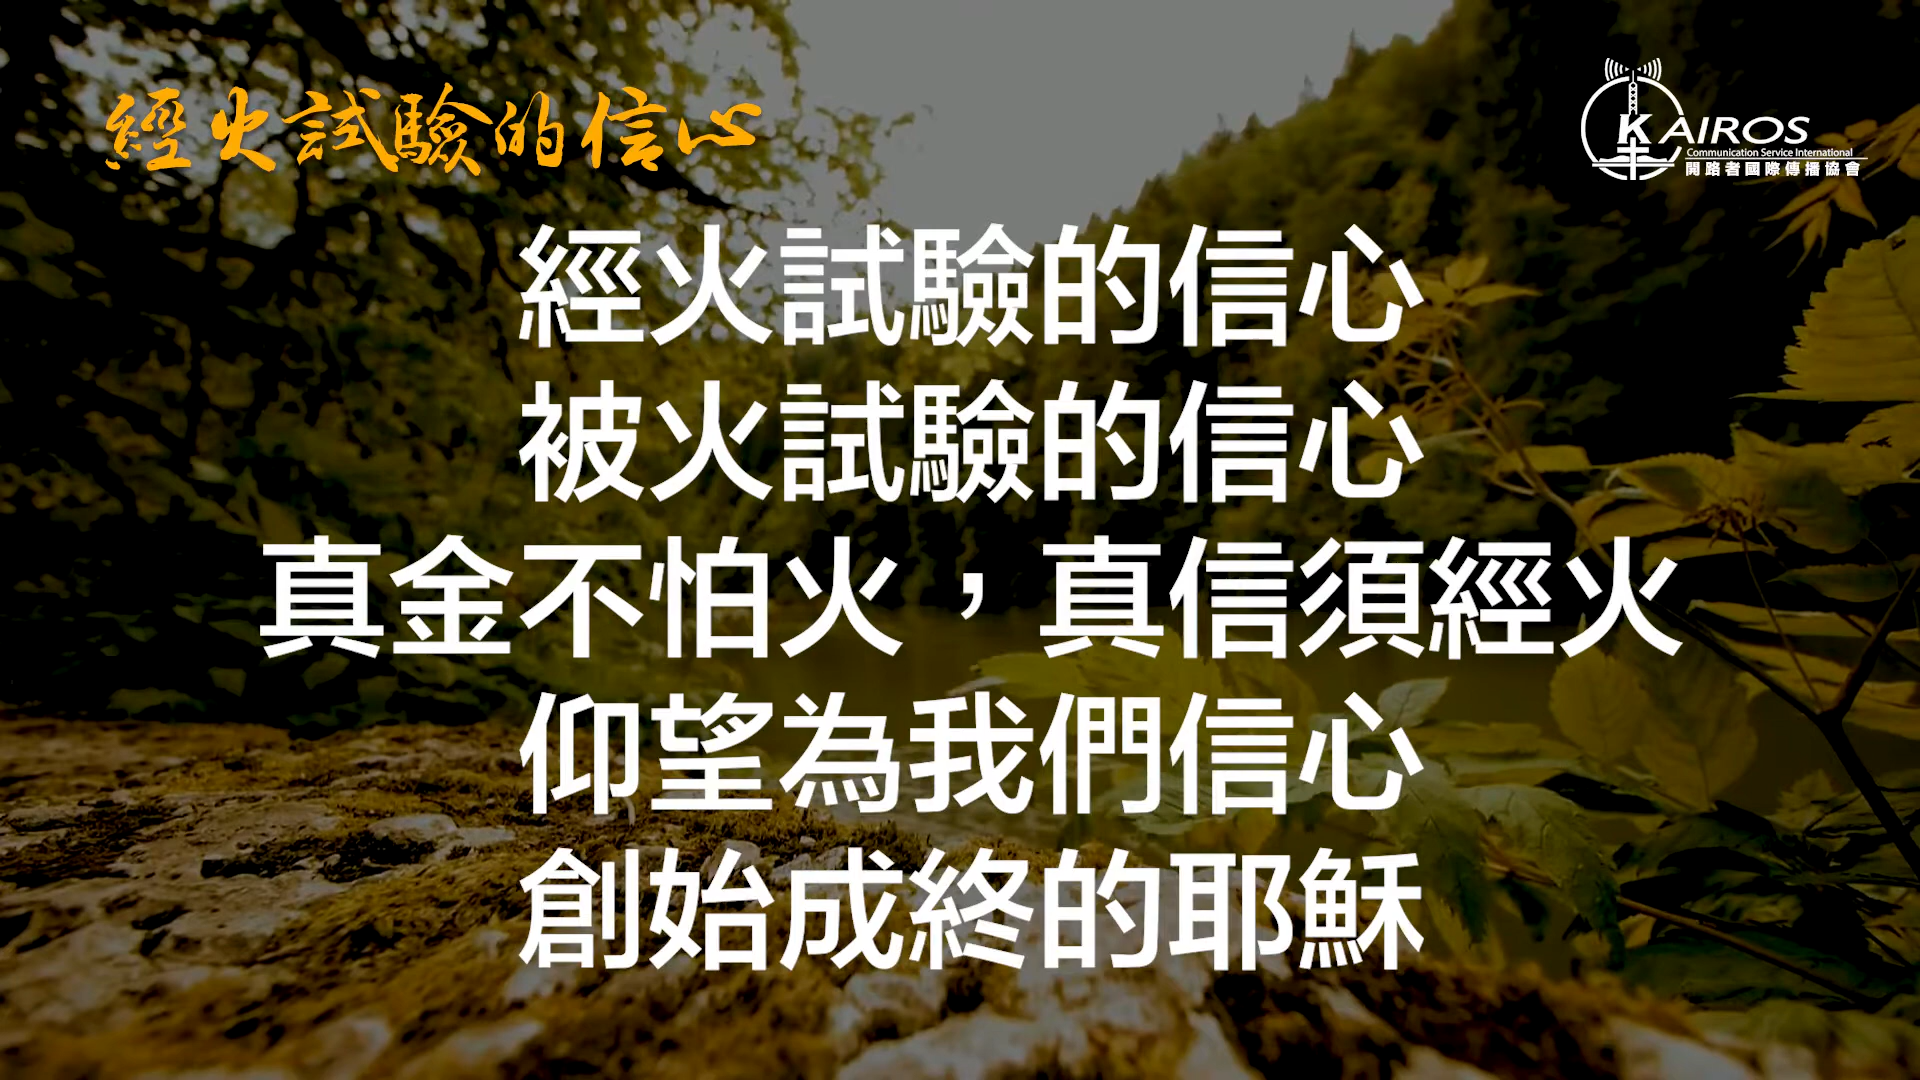 經火試驗的信心
KAIROS
Communication Service International
開路者國際傳播協會
經火試驗的信心
被火試驗的信心
真金不怕火，真信須經火
仰望為我們信心
創始成終的耶穌